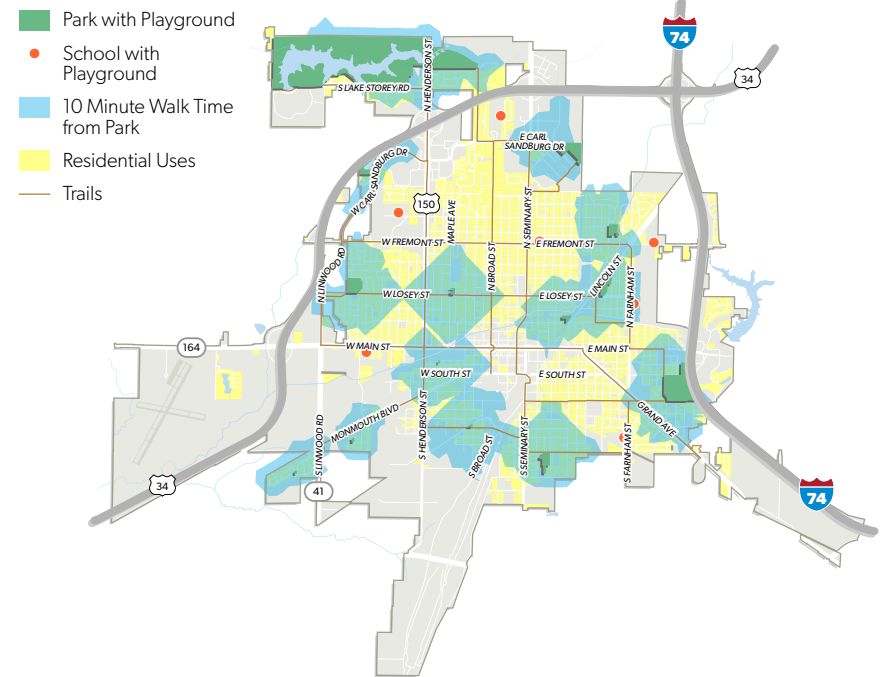 Park with Playground
School with
Playground
10 Minute Walk Time
from Park
Residential Uses
Trails
74
34
S LAKE STOREY RD
N HENDERSON ST
E CARL
SANDBURG DR
W CARL SANDBURG DR
150
MAPLE AVE
N SEMINARY ST
W FREMONT ST
E FREMONT ST
N BROAD ST
N LINWOOD RD
LINCOLN ST
N FARNHAM ST
W LOSEY ST
E LOSEY ST
164
W MAIN ST
E MAIN ST
W SOUTH ST
E SOUTH ST
MONMOUTH BLVD
GRAND AVE
S LINWOOD RD
S HENDERSON ST
S BROAD ST
S SEMINARY ST
S FARNHAM ST
34
41
74